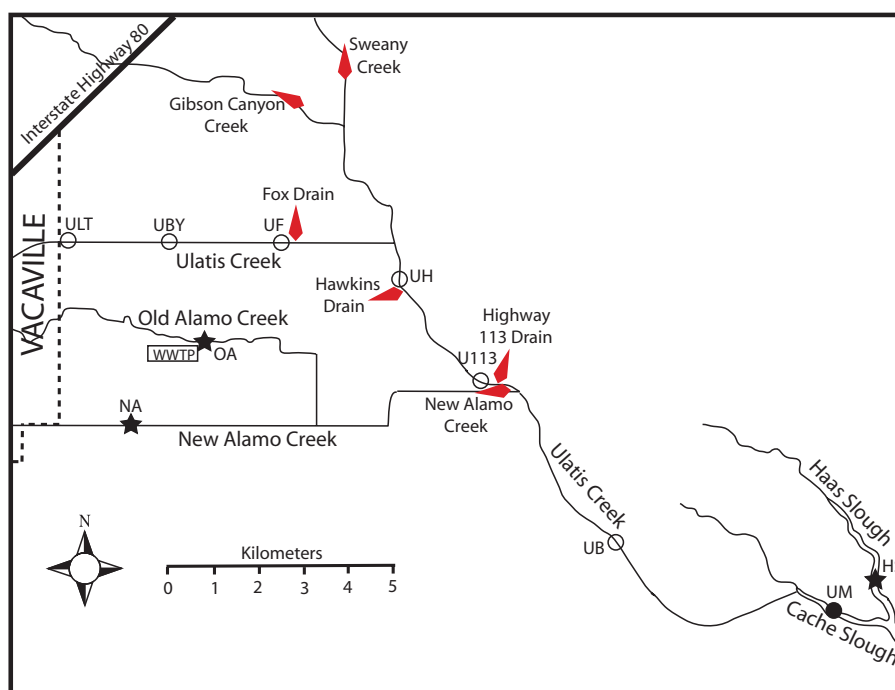 Interstate Highway 80
Sweany
Creek
Gibson Canyon
Creek
Fox Drain
ULT
UBY
UF
Ulatis Creek
VACAVILLE
UH
Hawkins
Drain
Old Alamo Creek
WWTP
OA
Highway
113 Drain
U113
NA
New Alamo Creek
New Alamo
Creek
Ulatis Creek
UB
Haas Slough
H
UM
Cache Slough
N
Kilometers
0 1 2 3 4 5